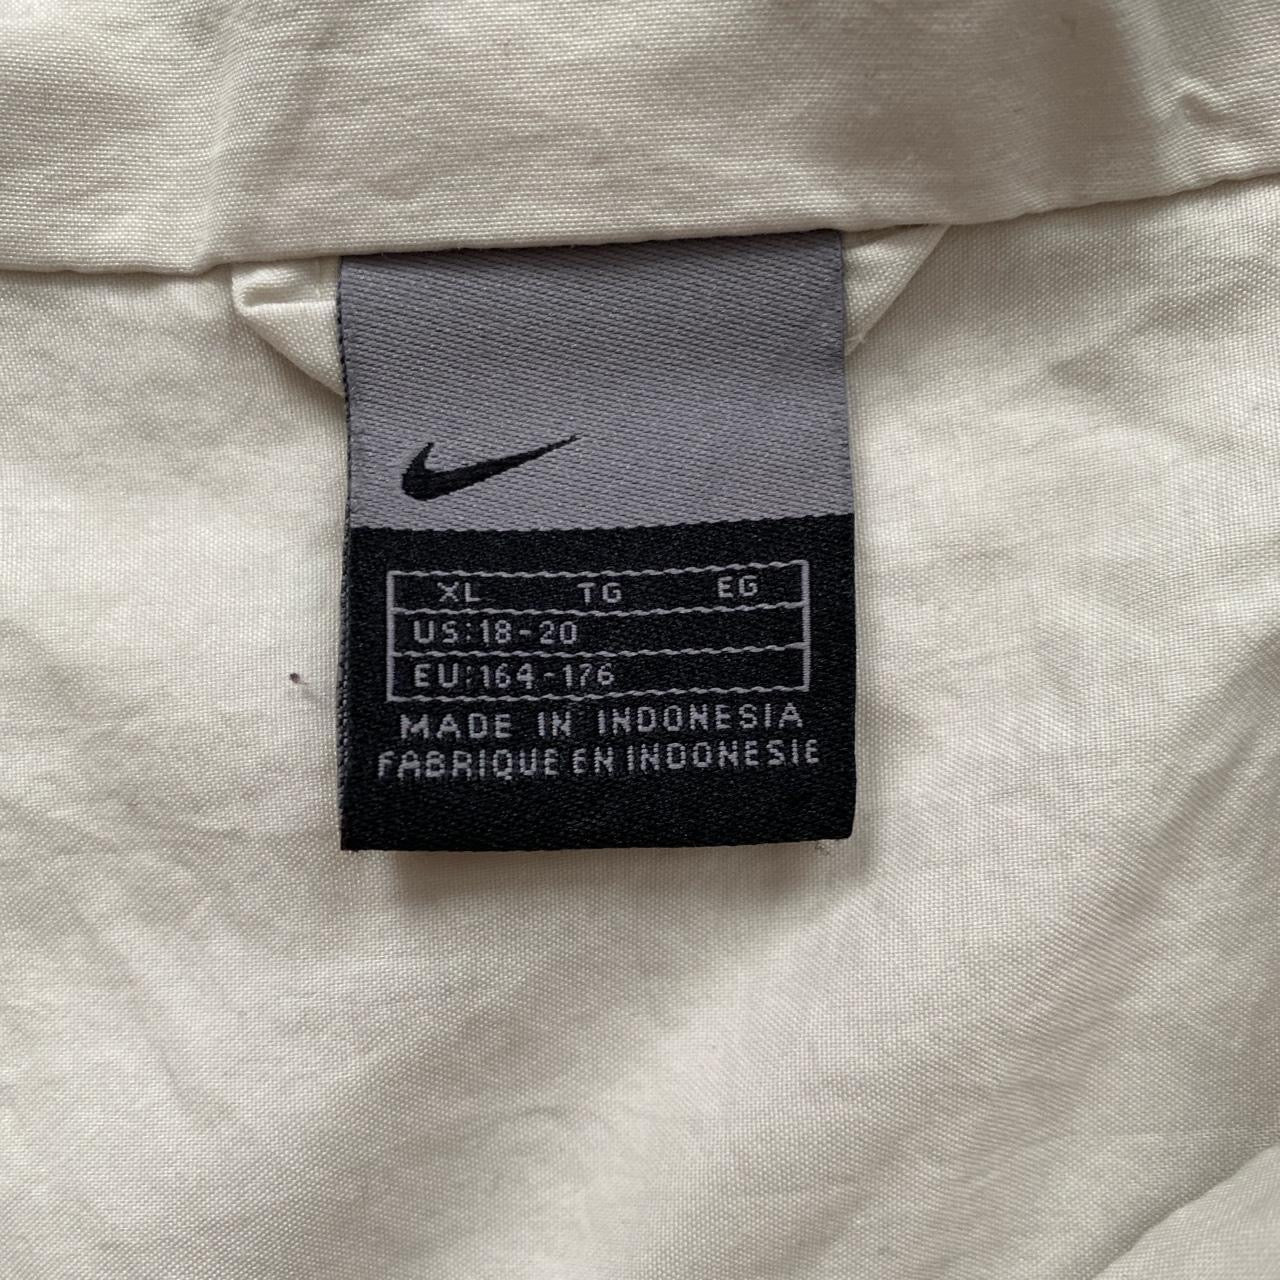 XL TG EG
US:18-20
EU:164-176
MADE IN INDONESIA
FABRIQUE EN INDONESIE